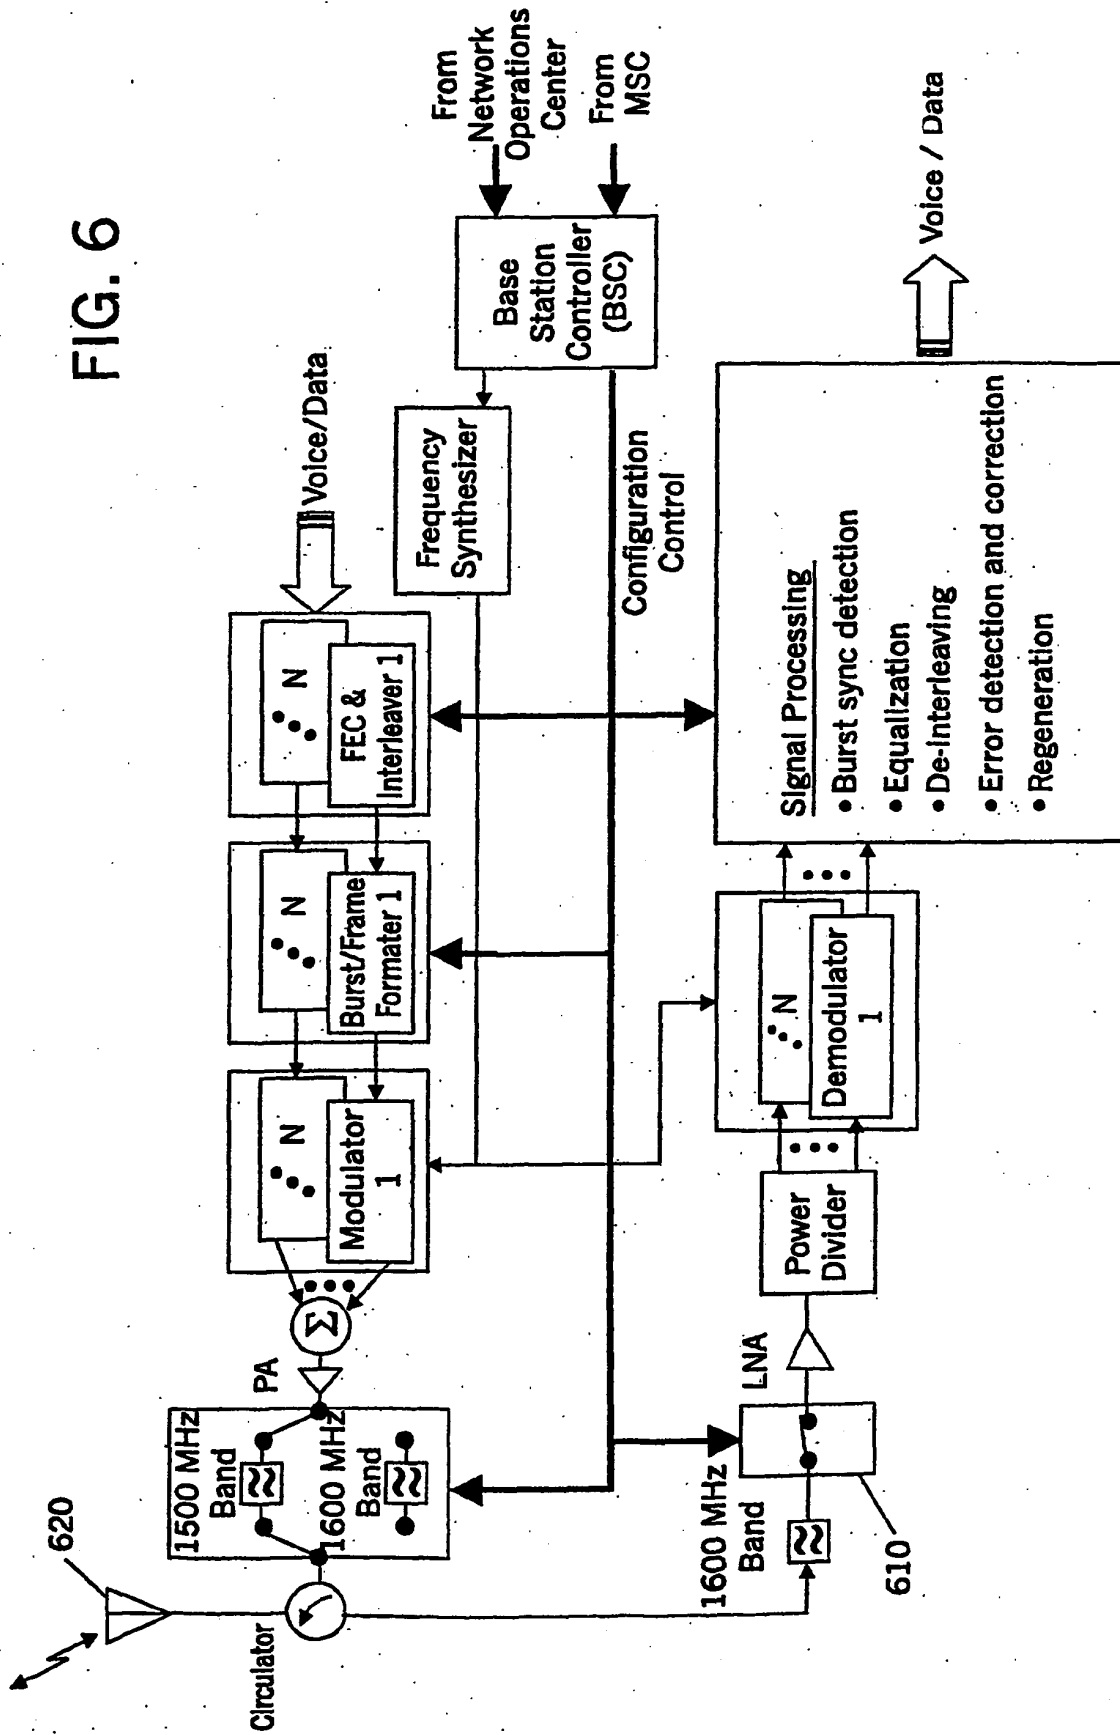 FIG. 6
620
Circulator
1500 MHz
Band
1600 MHz
Band
PA
Σ
N
Modulator
1
N
Burst/Frame
Formater 1
N
FEC &
Interleaver 1
Voice/Data
Frequency
Synthesizer
Base
Station
Controller
(BSC)
From
Network
Operations
Center
From
MSC
Configuration
Control
1600 MHz
Band
610
LNA
Power
Divider
N
Demodulator
1
Signal Processing
• Burst sync detection
• Equalization
• De-Interleaving
• Error detection and correction
• Regeneration
Voice / Data